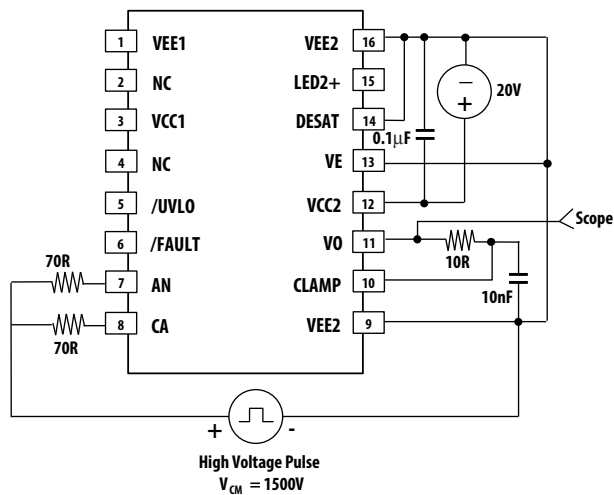 1 VEE1 VEE2 16
2 NC LED2+ 15
3 VCC1 DESAT 14
4 NC VE 13
5 /UVLO VCC2 12
6 /FAULT VO 11
7 AN CLAMP 10
8 CA VEE2 9
−
+
20V
0.1µF
Scope
10R
10nF
70R
70R
+ -
High Voltage Pulse
VCM = 1500V